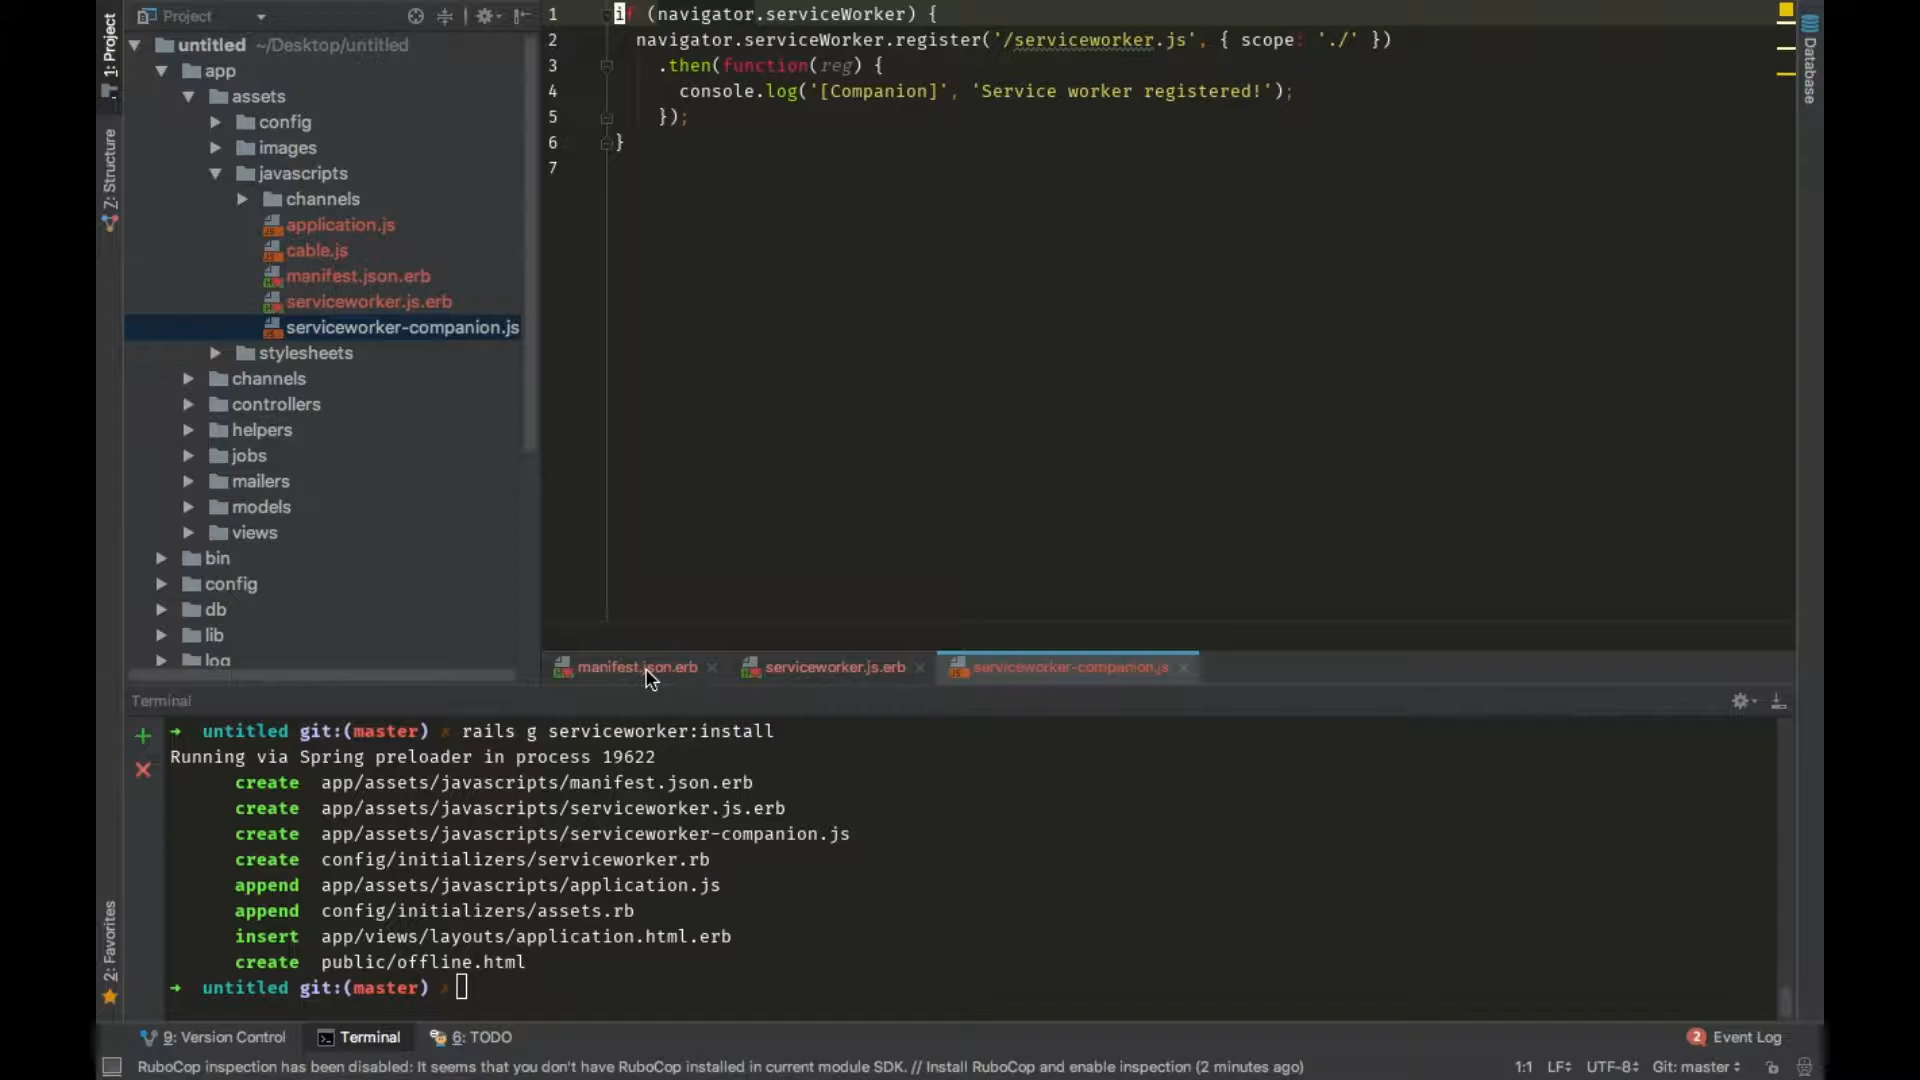 Project
1: Project
Z: Structure
2: Favorites
untitled ~/Desktop/untitled
app
assets
config
images
javascripts
channels
application.js
cable.js
manifest.json.erb
serviceworker.js.erb
serviceworker-companion.js
stylesheets
channels
controllers
helpers
jobs
mailers
models
views
bin
config
db
lib
log
1 if (navigator.serviceWorker) {
2 navigator.serviceWorker.register('/serviceworker.js', { scope: './' })
3 .then(function(reg) {
4 console.log('[Companion]', 'Service worker registered!');
5 });
6 }
7
Database
manifest.json.erb serviceworker.js.erb serviceworker-companion.js
Terminal
➜ untitled git:(master) ✗ rails g serviceworker:install
Running via Spring preloader in process 19622
create app/assets/javascripts/manifest.json.erb
create app/assets/javascripts/serviceworker.js.erb
create app/assets/javascripts/serviceworker-companion.js
create config/initializers/serviceworker.rb
append app/assets/javascripts/application.js
append config/initializers/assets.rb
insert app/views/layouts/application.html.erb
create public/offline.html
➜ untitled git:(master) ✗
9: Version Control Terminal 6: TODO 2 Event Log
RuboCop inspection has been disabled: It seems that you don't have RuboCop installed in current module SDK. // Install RuboCop and enable inspection (2 minutes ago) 1:1 LF UTF-8 Git: master